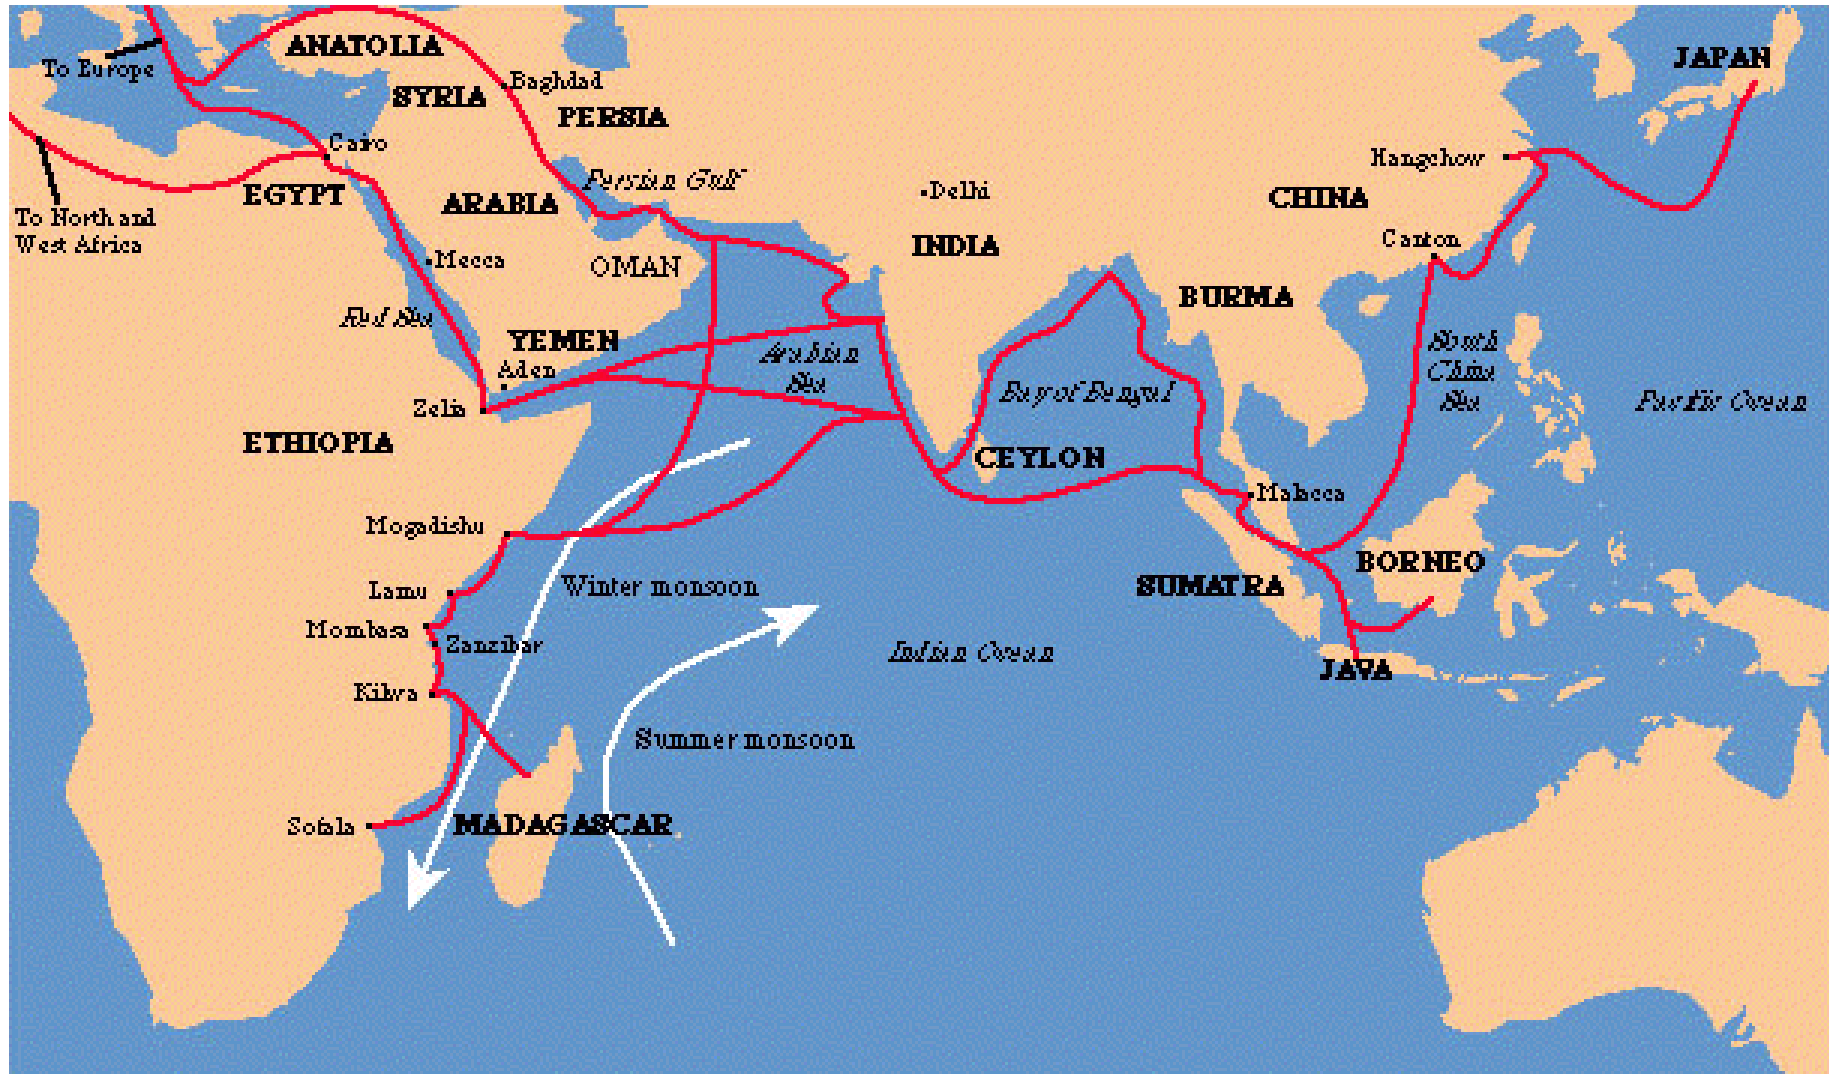 ANATOLIA
JAPAN
To Europe
Baghdad
SYRIA
PERSIA
Cairo
Hangchow
Persian Gulf
Delhi
EGYPT
ARABIA
CHINA
To North and
West Africa
Canton
INDIA
Mecca
OMAN
BURMA
Red Sea
YEMEN
South
China
Sea
Arabian
Sea
Aden
Bay of Bengal
Pacific Ocean
Zelia
ETHIOPIA
CEYLON
Malacca
Mogadishu
BORNEO
Winter monsoon
SUMATRA
Lamu
Mombasa
Zanzibar
Indian Ocean
JAVA
Kilwa
Summer monsoon
Sofala
MADAGASCAR